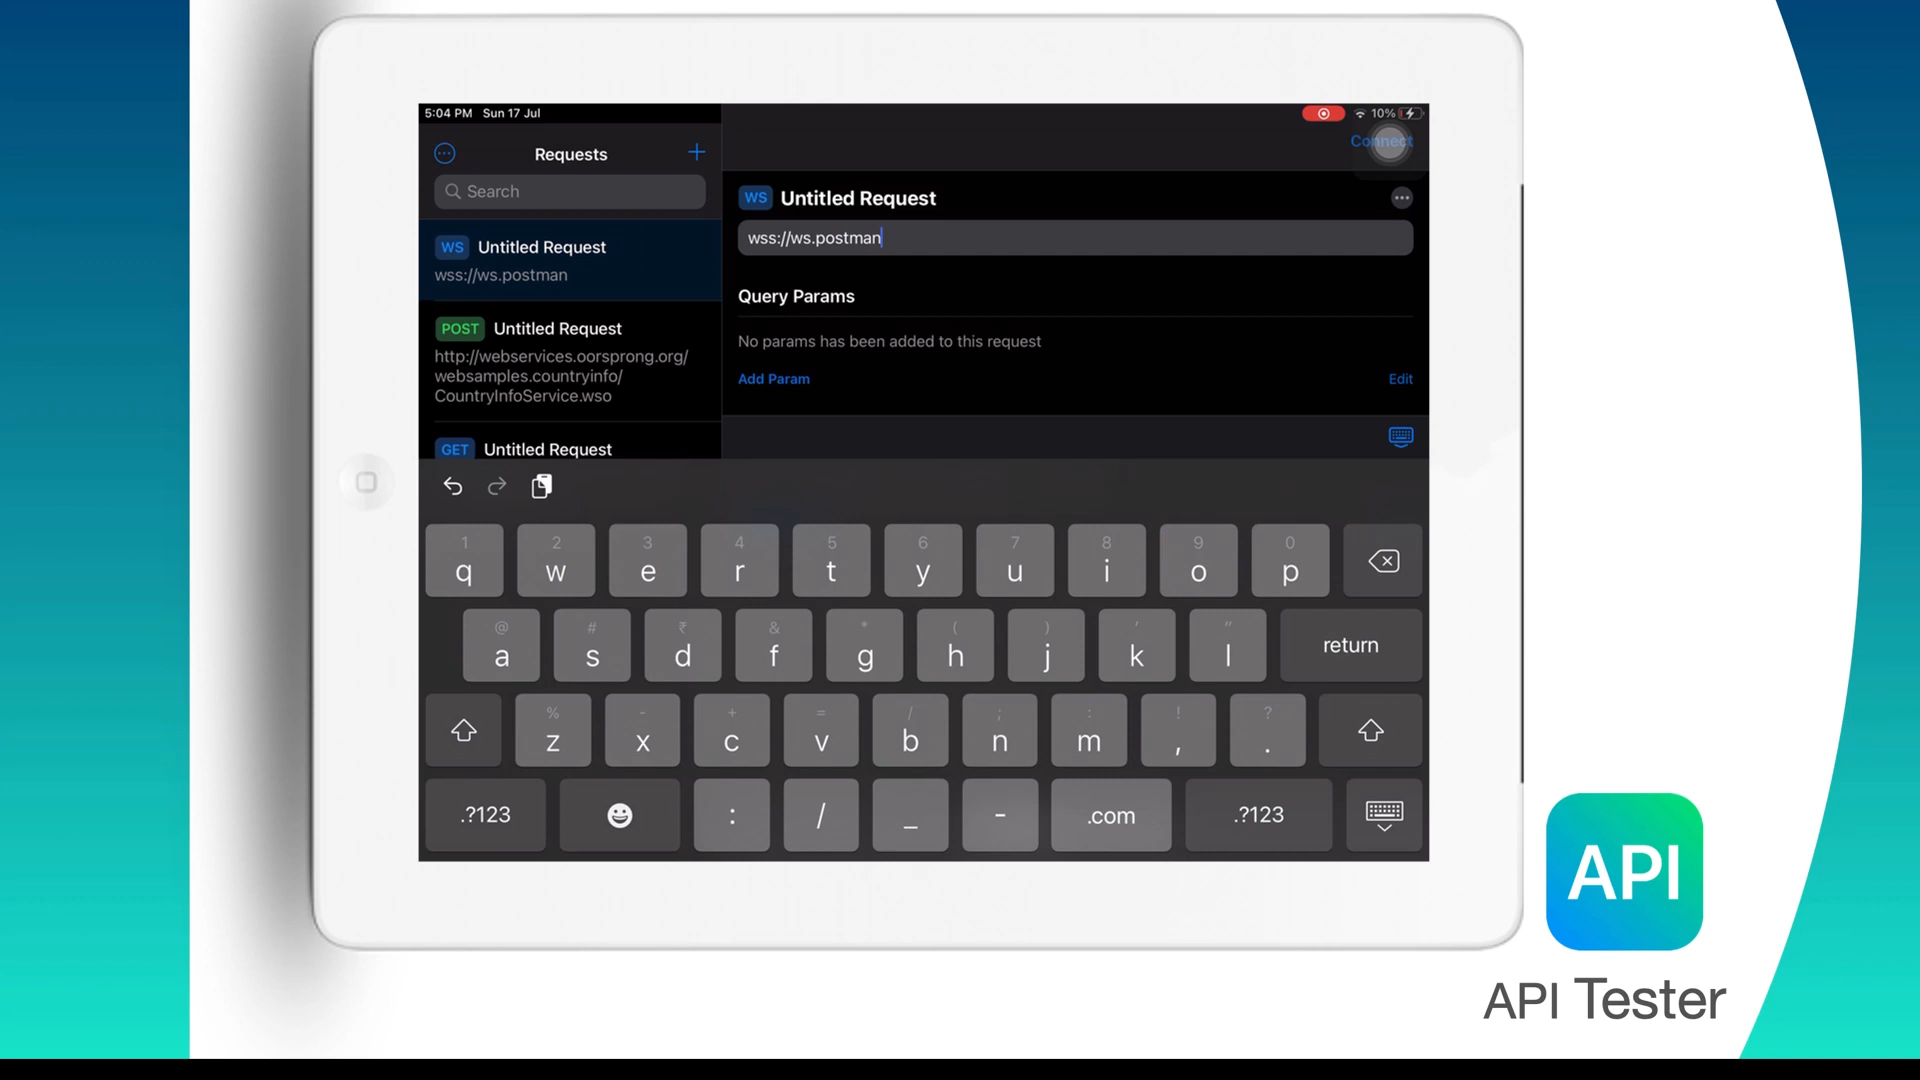 5:04 PM Sun 17 Jul
10%
Connect
Requests
Search
WS Untitled Request
wss://ws.postman
POST Untitled Request
http://webservices.oorsprong.org/
websamples.countryinfo/
CountryInfoService.wso
GET Untitled Request
WS Untitled Request
wss://ws.postman
Query Params
No params has been added to this request
Add Param
Edit
1 2 3 4 5 6 7 8 9 0
q w e r t y u i o p
@ # ₹ & * ( ) ' "
a s d f g h j k l return
% - + = / ; : ! ?
z x c v b n m , .
.?123 : / _ - .com .?123
API
API Tester